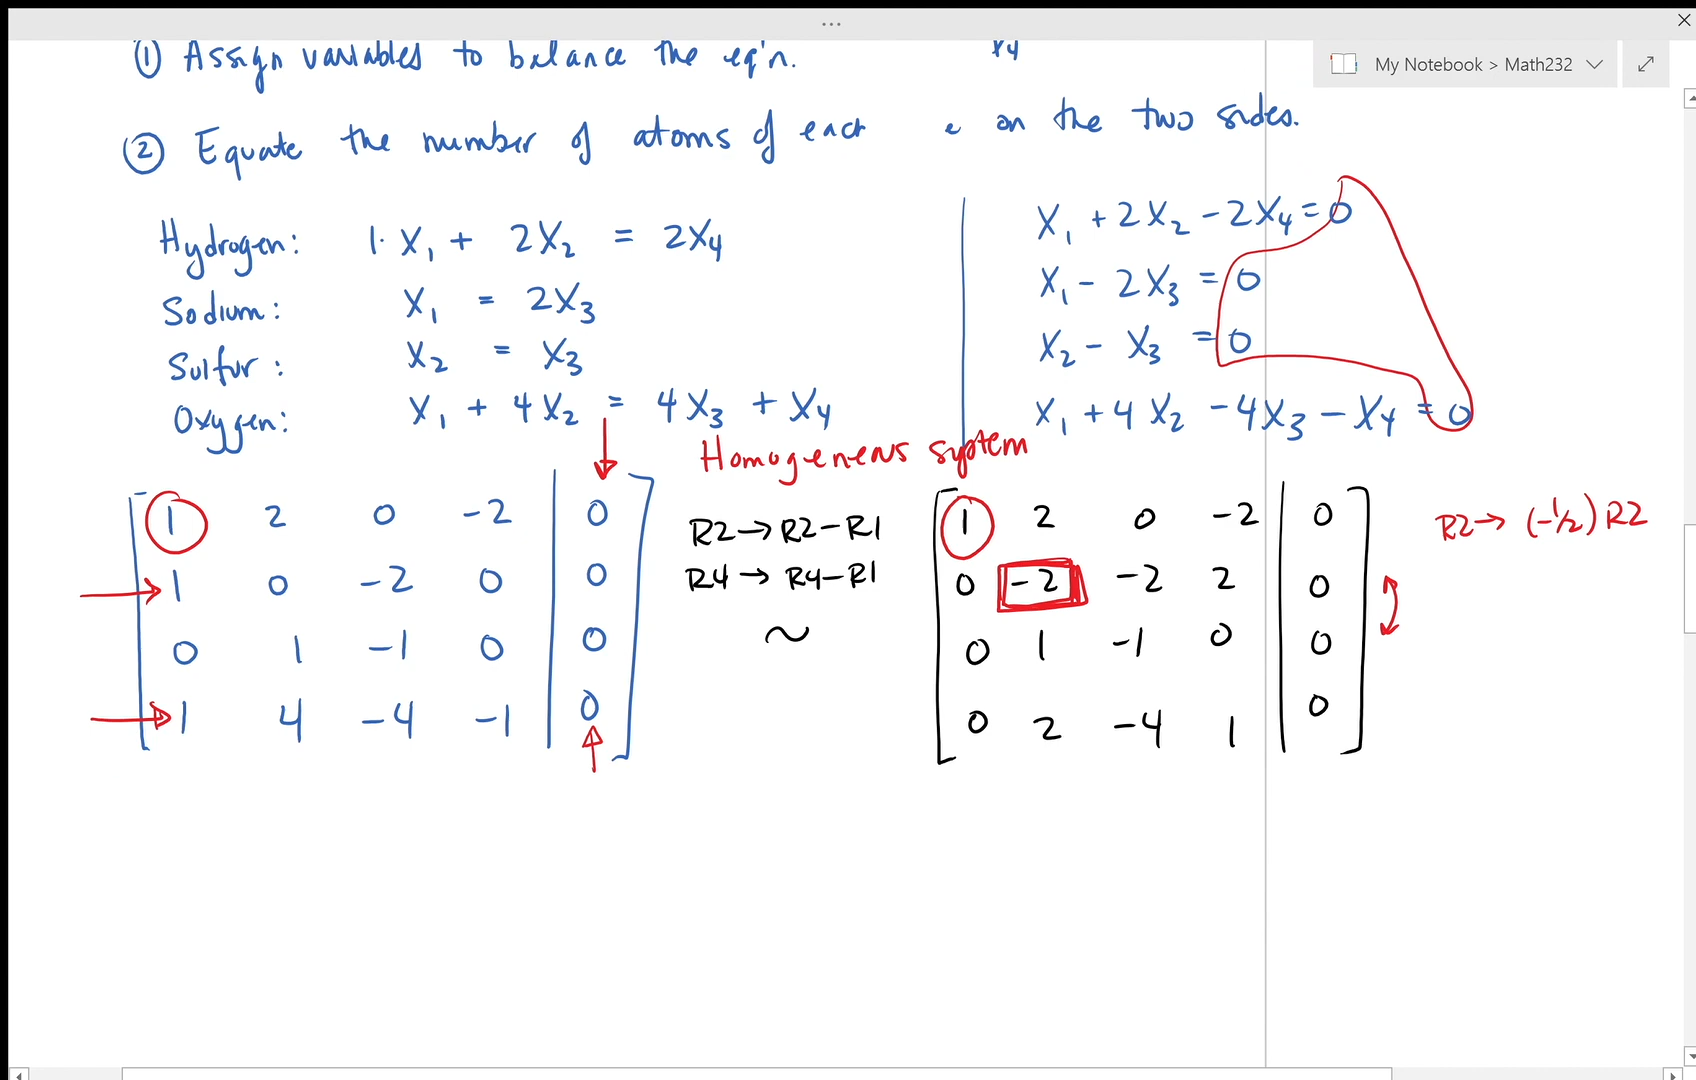 ① Assign variables to balance the eq'n.
x4
My Notebook > Math232
② Equate the number of atoms of each e on the two sides.
Hydrogen: 1·X₁ + 2X₂ = 2X₄
Sodium: X₁ = 2X₃
Sulfur: X₂ = X₃
Oxygen: X₁ + 4X₂ = 4X₃ + X₄
X₁ + 2X₂ - 2X₄ = 0
X₁ - 2X₃ = 0
X₂ - X₃ = 0
X₁ + 4X₂ - 4X₃ - X₄ = 0
Homogeneous system
1 2 0 -2 | 0
1 0 -2 0 | 0
0 1 -1 0 | 0
1 4 -4 -1 | 0
R2→R2-R1
R4→R4-R1
~
1 2 0 -2 | 0
0 -2 -2 2 | 0
0 1 -1 0 | 0
0 2 -4 1 | 0
R2→(-½)R2